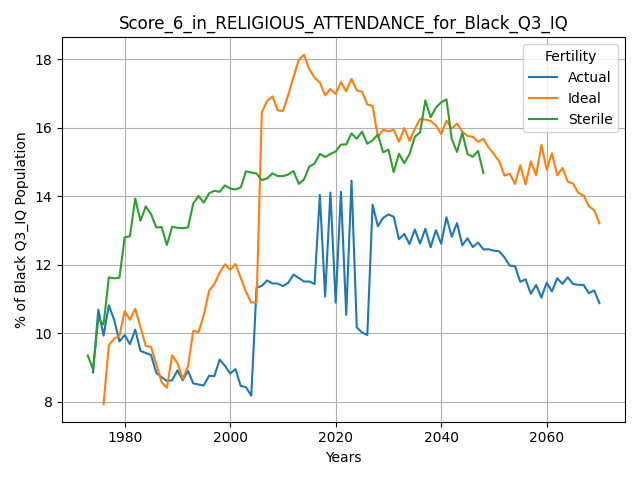 Score_6_in_RELIGIOUS_ATTENDANCE_for_Black_Q3_IQ
% of Black Q3_IQ Population
18
16
14
12
10
8
Fertility
Actual
Ideal
Sterile
1980
2000
2020
2040
2060
Years